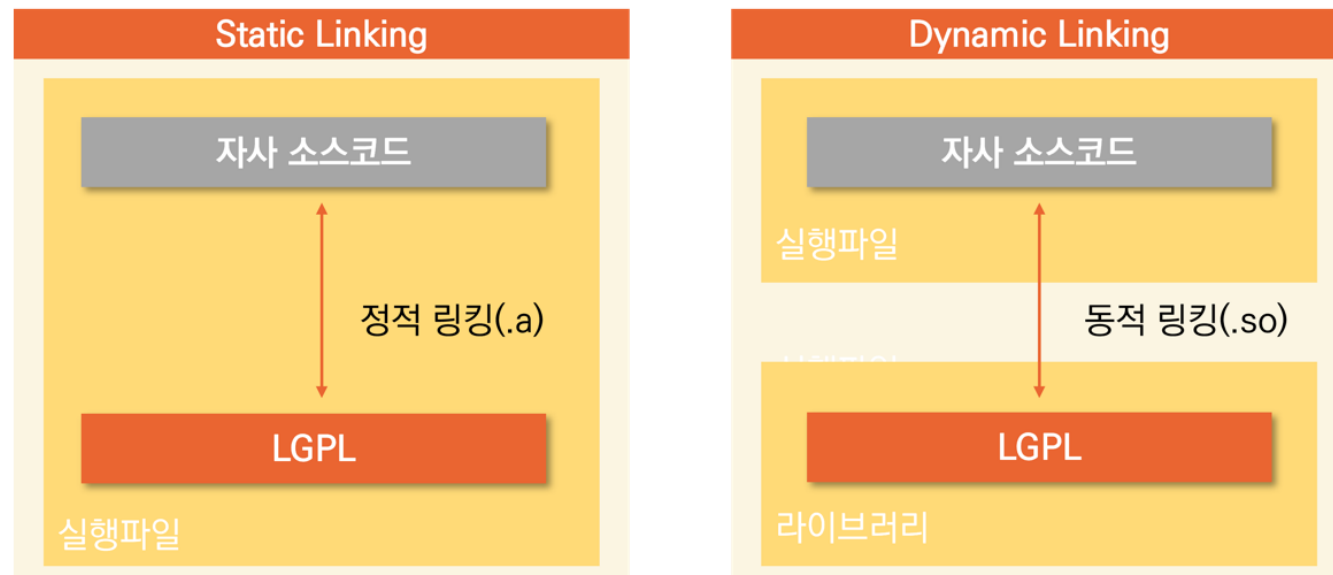 Static Linking
자사 소스코드
정적 링킹(.a)
LGPL
실행파일
Dynamic Linking
자사 소스코드
실행파일
동적 링킹(.so)
LGPL
라이브러리